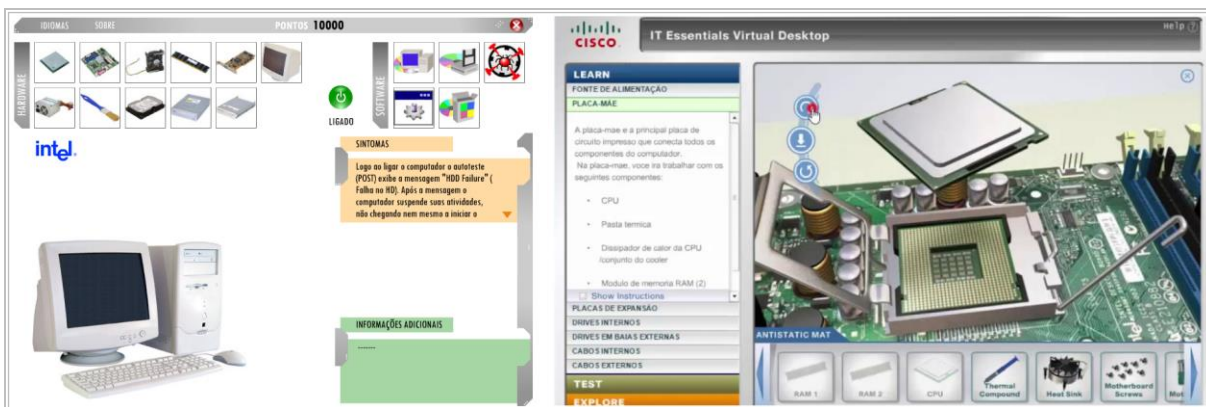 IDIOMAS
SOBRE
PONTOS 10000
HARDWARE
SOFTWARE
LIGADO
intel
SINTOMAS
Logo ao ligar o computador o autoteste
(POST) exibe a mensagem "HDD Failure" (
Falha no HD). Após a mensagem o
computador suspende suas atividades,
não chegando nem mesmo a iniciar o
INFORMAÇÕES ADICIONAIS
.......
CISCO
IT Essentials Virtual Desktop
Help ?
LEARN
FONTE DE ALIMENTAÇÃO
PLACA-MÃE
A placa-mae e a principal placa de
circuito impresso que conecta todos os
componentes do computador.
Na placa-mae, voce ira trabalhar com os
seguintes componentes:
- CPU
- Pasta termica
- Dissipador de calor da CPU
/conjunto do cooler
- Modulo de memoria RAM (2)
Show Instructions
PLACAS DE EXPANSÃO
DRIVES INTERNOS
DRIVES EM BAIAS EXTERNAS
CABOS INTERNOS
CABOS EXTERNOS
TEST
EXPLORE
ANTISTATIC MAT
RAM 1
RAM 2
CPU
Thermal
Compound
Heat Sink
Motherboard
Screws